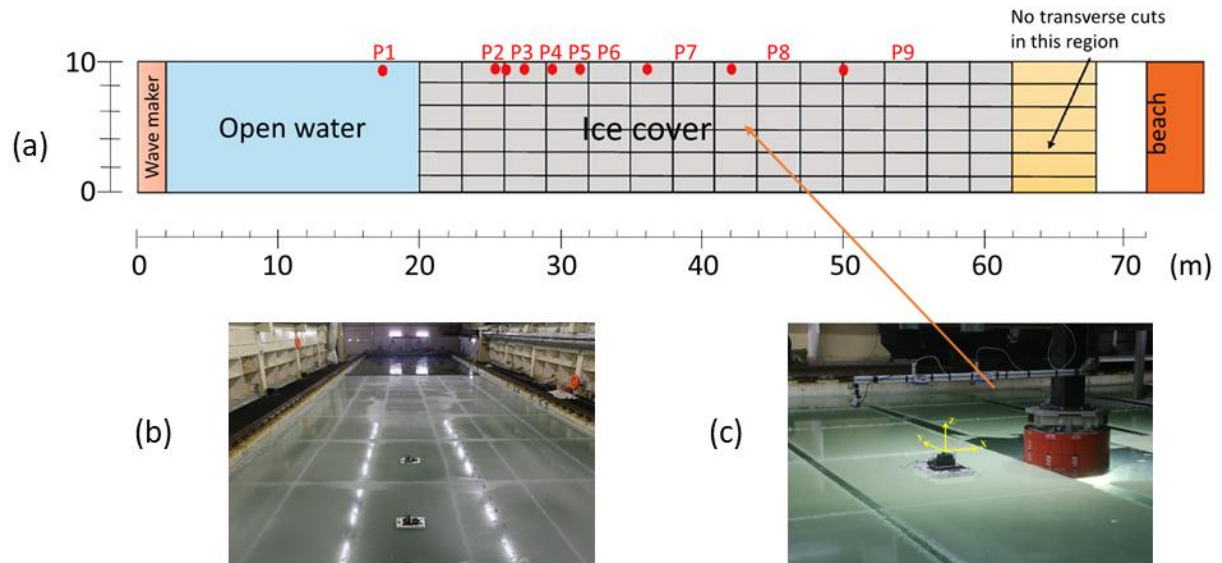 No transverse cuts
in this region
P1 P2 P3 P4 P5 P6 P7 P8 P9
10
Wave maker
Open water
Ice cover
beach
(a)
0
0 10 20 30 40 50 60 70 (m)
(b)
(c)
Z
Y
X